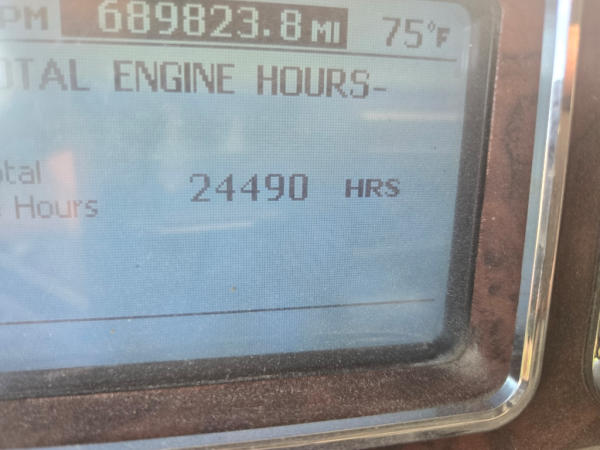 PM 689823.8 MI 75°F
OTAL ENGINE HOURS-
otal
24490 HRS
Hours